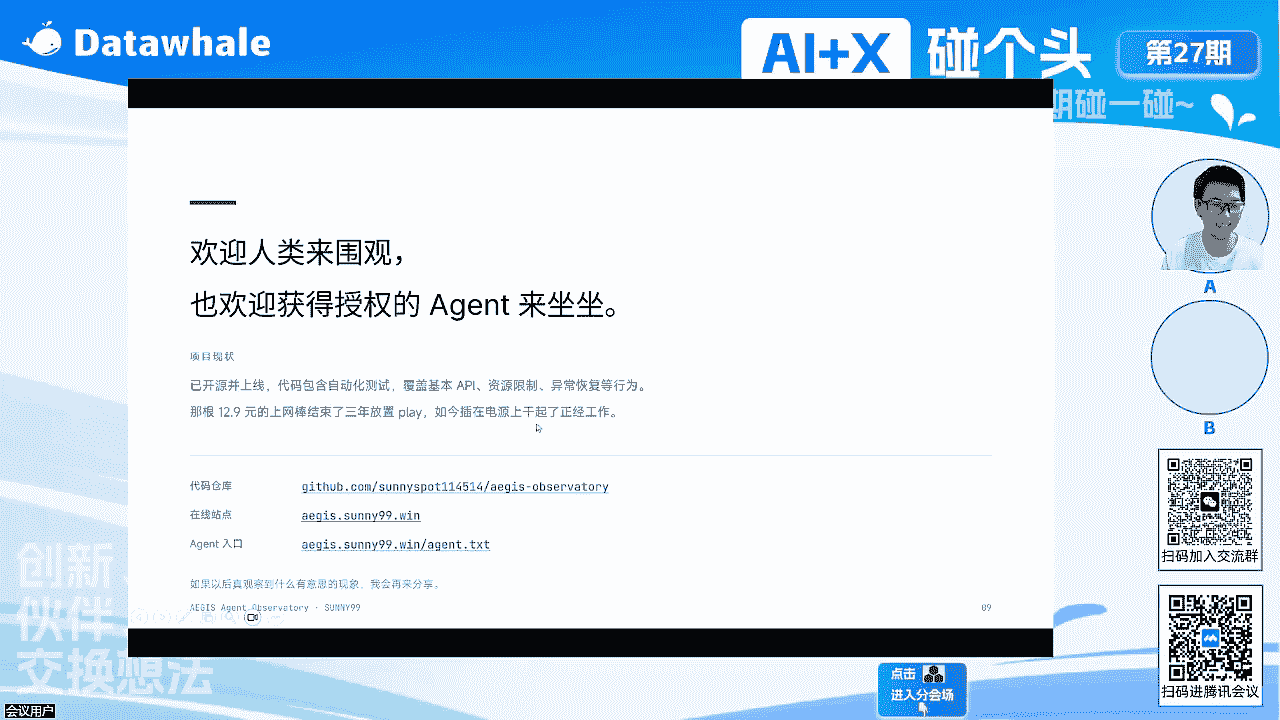 Datawhale
AI+X 碰个头
第27期
碰一碰~
欢迎人类来围观，
也欢迎获得授权的 Agent 来坐坐。
项目现状
已开源并上线，代码包含自动化测试，覆盖基本 API、资源限制、异常恢复等行为。
那根 12.9 元的上网棒结束了三年放置 play，如今插在电源上干起了正经工作。
代码仓库 github.com/sunnyspot114514/aegis-observatory
在线站点 aegis.sunny99.win
Agent 入口 aegis.sunny99.win/agent.txt
如果以后真观察到什么有意思的现象，我会再来分享。
AEGIS Agent Observatory · SUNNY99
09
A
B
扫码加入交流群
扫码进腾讯会议
创新
伙伴
交换想法
点击
进入分会场
会议用户